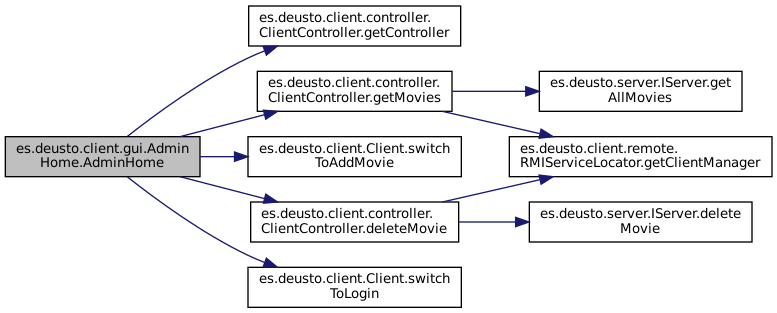 es.deusto.client.controller.
ClientController.getController
es.deusto.client.controller.
ClientController.getMovies
es.deusto.server.IServer.get
AllMovies
es.deusto.client.gui.Admin
Home.AdminHome
es.deusto.client.Client.switch
ToAddMovie
es.deusto.client.remote.
RMIServiceLocator.getClientManager
es.deusto.client.controller.
ClientController.deleteMovie
es.deusto.server.IServer.delete
Movie
es.deusto.client.Client.switch
ToLogin